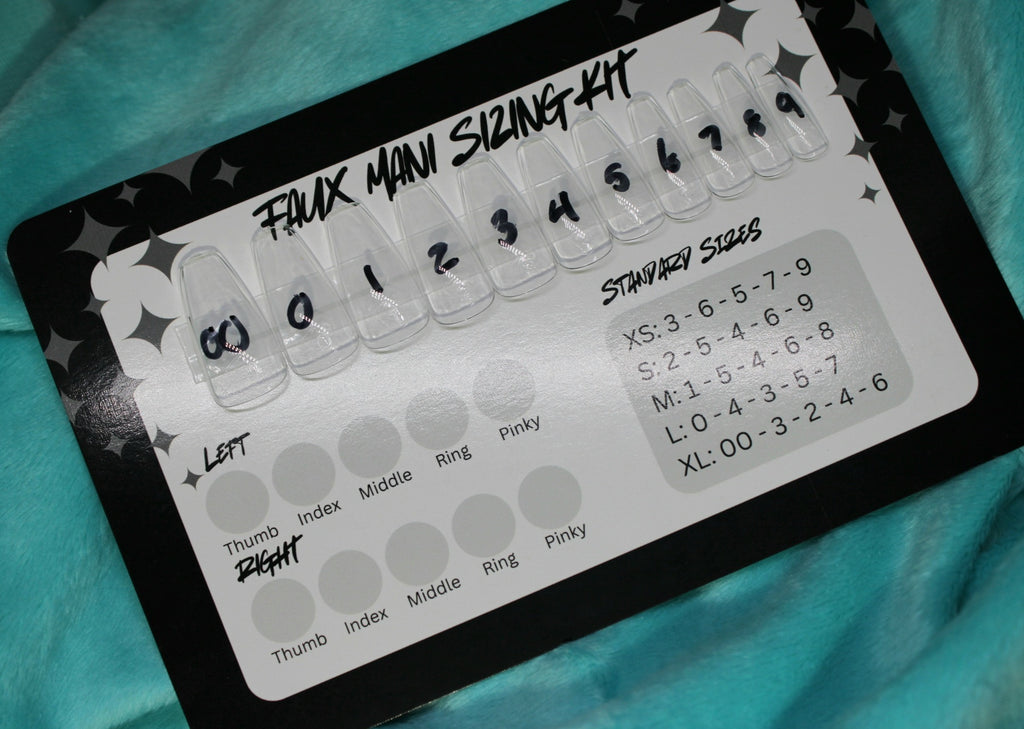 FAUX MANI SIZING KIT
00 0 1 2 3 4 5 6 7 8 9
STANDARD SIZES
XS: 3 - 6 - 5 - 7 - 9
S: 2 - 5 - 4 - 6 - 9
M: 1 - 5 - 4 - 6 - 8
L: 0 - 4 - 3 - 5 - 7
XL: 00 - 3 - 2 - 4 - 6
LEFT
Thumb Index Middle Ring Pinky
RIGHT
Thumb Index Middle Ring Pinky